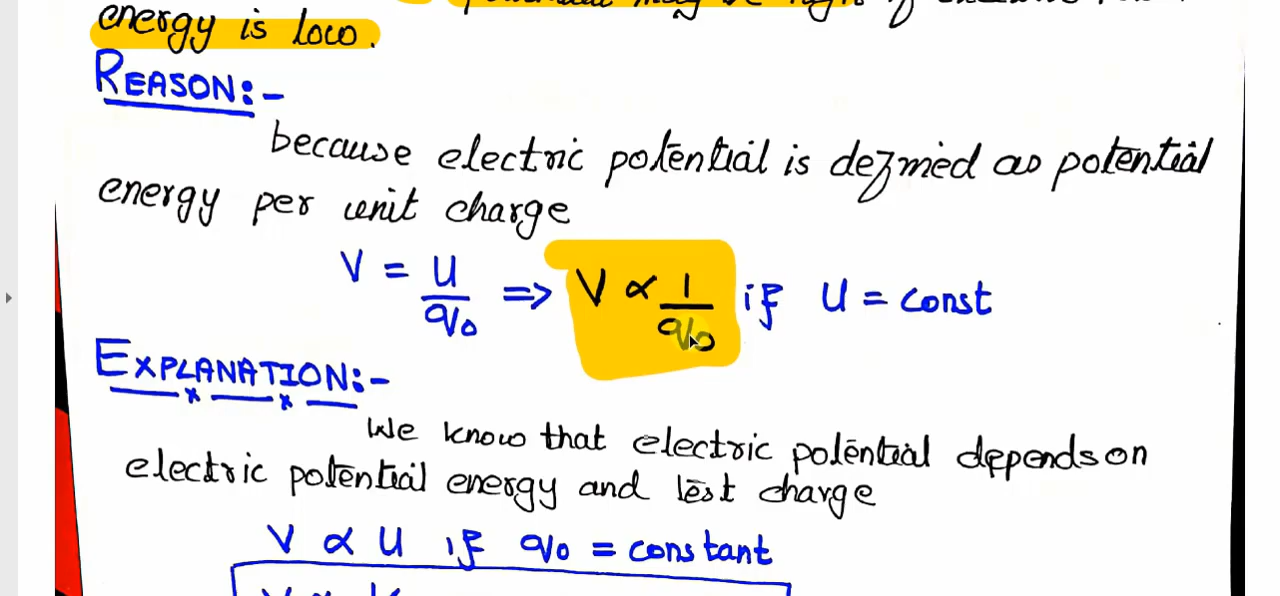 energy is low.
REASON:-
because electric potential is defined as potential
energy per unit charge
V = U/q₀ => V ∝ 1/q₀ if U = const
EXPLANATION:-
We know that electric potential depends on
electric potential energy and test charge
V ∝ U if q₀ = constant